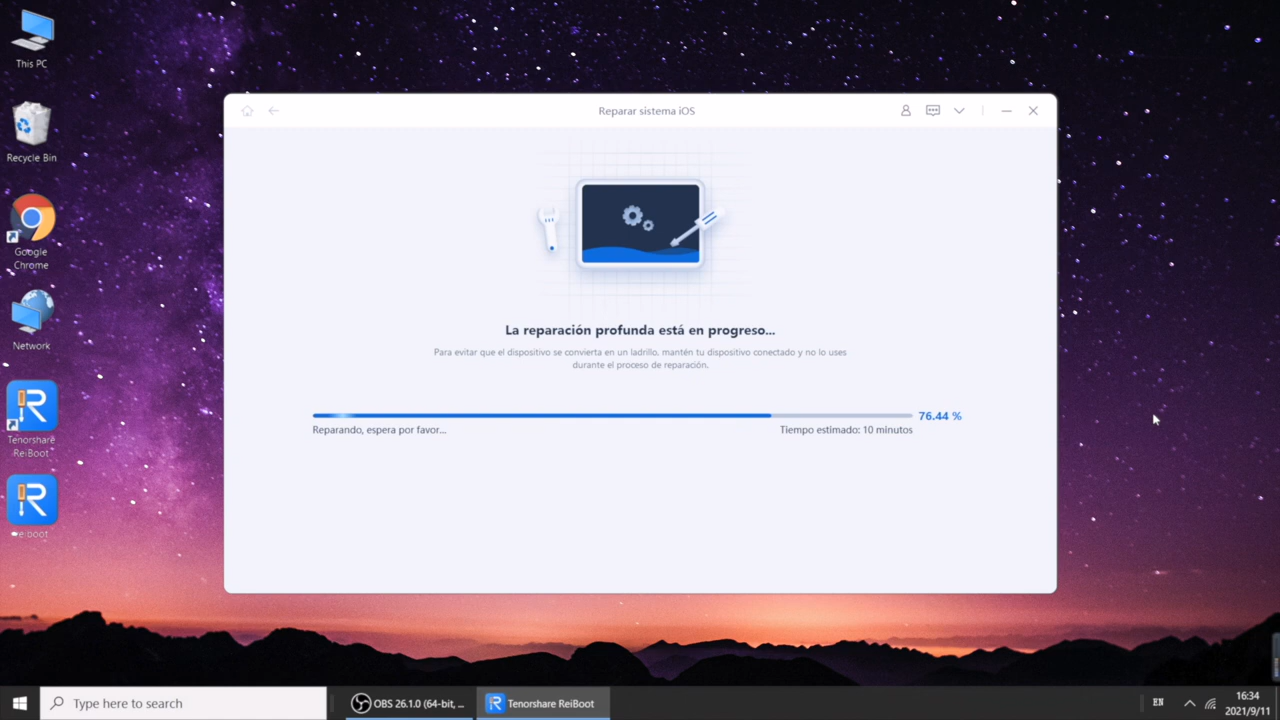 This PC
Recycle Bin
Google
Chrome
Network
Tenorshare
ReiBoot
Reparar sistema iOS
La reparación profunda está en progreso...
Para evitar que el dispositivo se convierta en un ladrillo, mantén tu dispositivo conectado y no lo uses
durante el proceso de reparación.
76.44 %
Reparando, espera por favor...
Tiempo estimado: 10 minutos
Type here to search
OBS 26.1.0 (64-bit, ...
Tenorshare ReiBoot
EN
16:34
2021/9/11